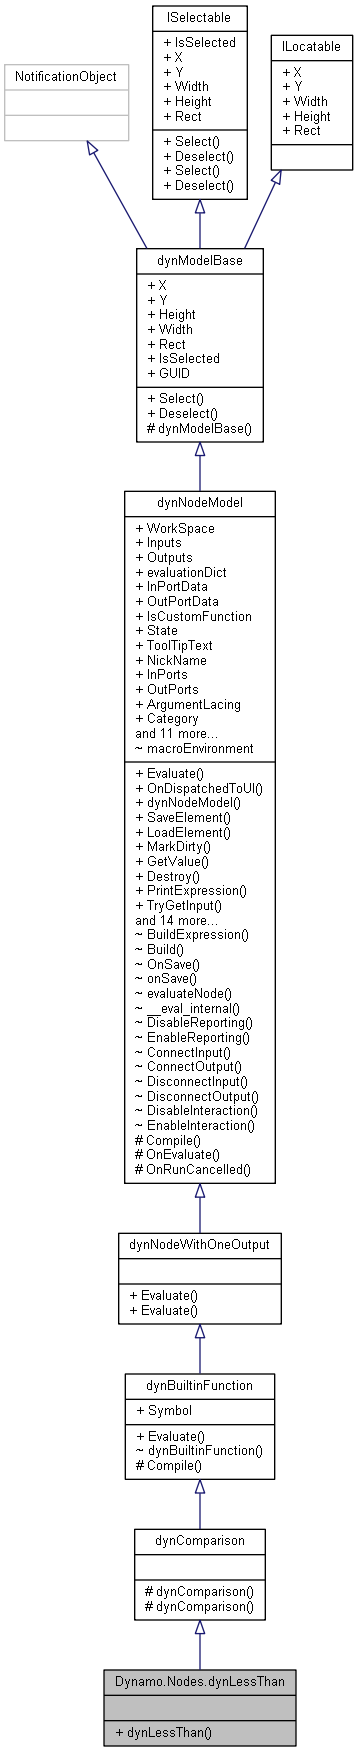 ISelectable
+ IsSelected
+ X
+ Y
+ Width
+ Height
+ Rect
+ Select()
+ Deselect()
+ Select()
+ Deselect()
ILocatable
+ X
+ Y
+ Width
+ Height
+ Rect
NotificationObject
dynModelBase
+ X
+ Y
+ Height
+ Width
+ Rect
+ IsSelected
+ GUID
+ Select()
+ Deselect()
# dynModelBase()
dynNodeModel
+ WorkSpace
+ Inputs
+ Outputs
+ evaluationDict
+ InPortData
+ OutPortData
+ IsCustomFunction
+ State
+ ToolTipText
+ NickName
+ InPorts
+ OutPorts
+ ArgumentLacing
+ Category
and 11 more...
~ macroEnvironment
+ Evaluate()
+ OnDispatchedToUI()
+ dynNodeModel()
+ SaveElement()
+ LoadElement()
+ MarkDirty()
+ GetValue()
+ Destroy()
+ PrintExpression()
+ TryGetInput()
and 14 more...
~ BuildExpression()
~ Build()
~ OnSave()
~ onSave()
~ evaluateNode()
~ __eval_internal()
~ DisableReporting()
~ EnableReporting()
~ ConnectInput()
~ ConnectOutput()
~ DisconnectInput()
~ DisconnectOutput()
~ DisableInteraction()
~ EnableInteraction()
# Compile()
# OnEvaluate()
# OnRunCancelled()
dynNodeWithOneOutput
+ Evaluate()
+ Evaluate()
dynBuiltinFunction
+ Symbol
+ Evaluate()
~ dynBuiltinFunction()
# Compile()
dynComparison
# dynComparison()
# dynComparison()
Dynamo.Nodes.dynLessThan
+ dynLessThan()